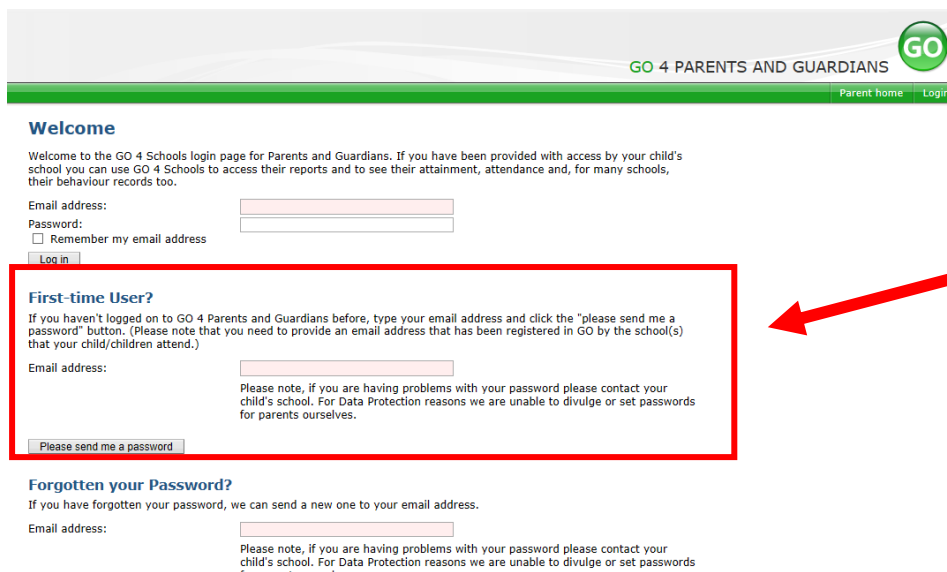 GO
GO 4 PARENTS AND GUARDIANS
Parent home Login
Welcome
Welcome to the GO 4 Schools login page for Parents and Guardians. If you have been provided with access by your child's
school you can use GO 4 Schools to access their reports and to see their attainment, attendance and, for many schools,
their behaviour records too.
Email address:
Password:
Remember my email address
Log in
First-time User?
If you haven't logged on to GO 4 Parents and Guardians before, type your email address and click the "please send me a
password" button. (Please note that you need to provide an email address that has been registered in GO by the school(s)
that your child/children attend.)
Email address:
Please note, if you are having problems with your password please contact your
child's school. For Data Protection reasons we are unable to divulge or set passwords
for parents ourselves.
Please send me a password
Forgotten your Password?
If you have forgotten your password, we can send a new one to your email address.
Email address:
Please note, if you are having problems with your password please contact your
child's school. For Data Protection reasons we are unable to divulge or set passwords